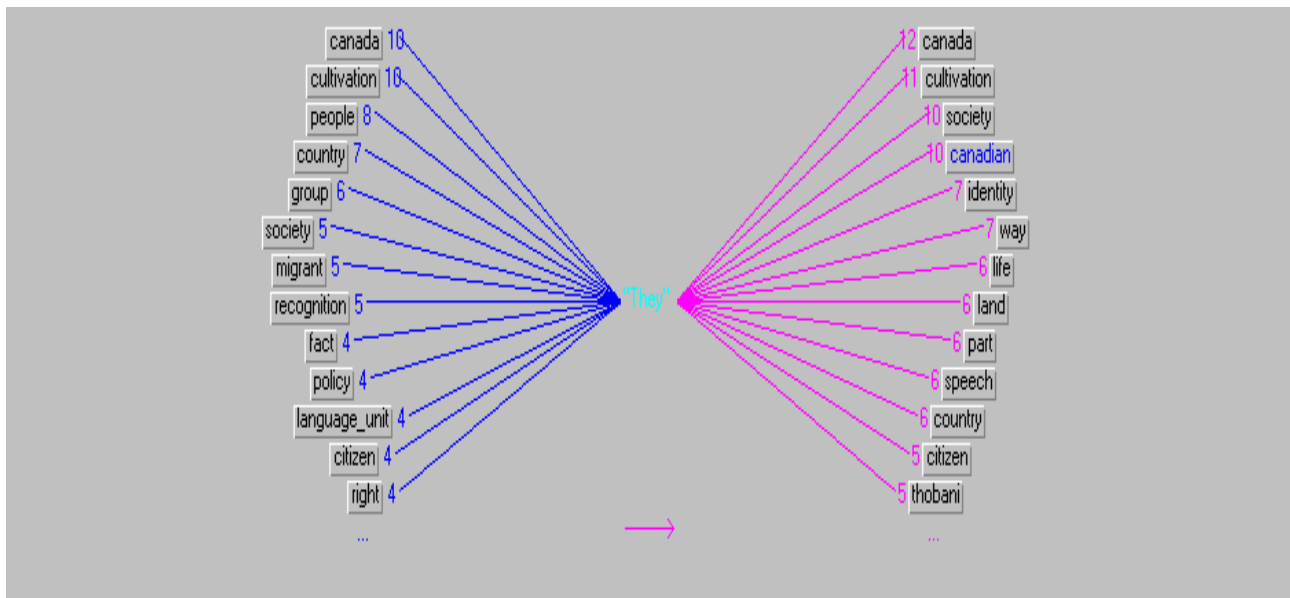 canada 10 12 canada
cultivation 10 11 cultivation
people 8 10 society
country 7 10 canadian
group 6 7 identity
society 5 7 way
migrant 5 6 life
recognition 5 "They" 6 land
fact 4 6 part
policy 4 6 speech
language_unit 4 6 country
citizen 4 5 citizen
right 4 5 thobani
... ...